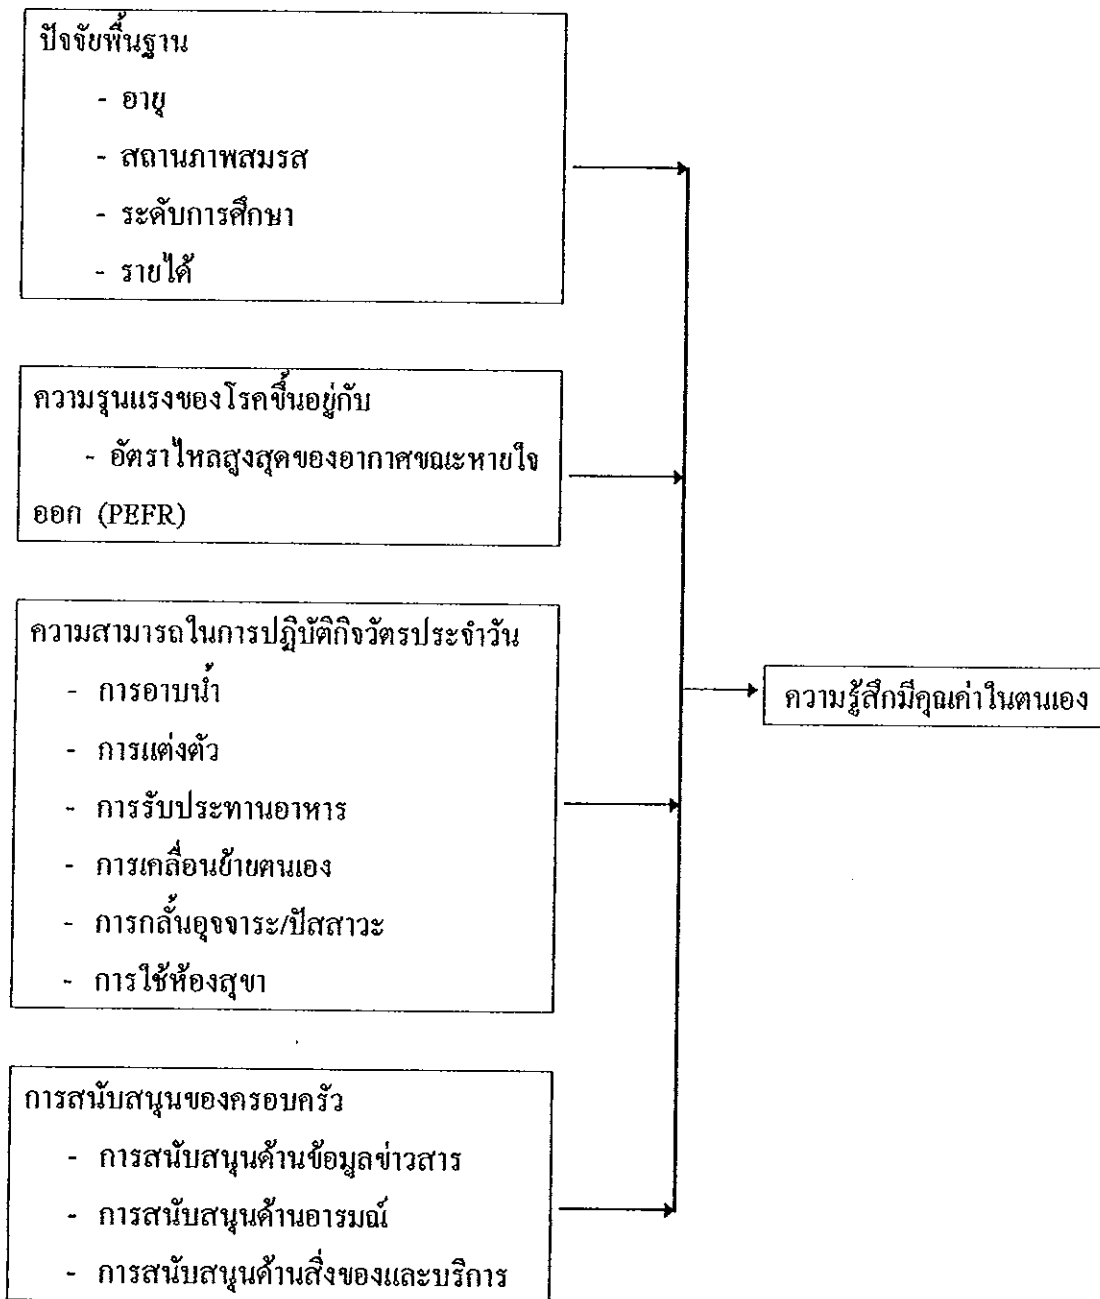 ปัจจัยพื้นฐาน
- อายุ
- สถานภาพสมรส
- ระดับการศึกษา
- รายได้
ความรุนแรงของโรคขึ้นอยู่กับ
- อัตราไหลสูงสุดของอากาศขณะหายใจ
ออก (PEFR)
ความสามารถในการปฏิบัติกิจวัตรประจำวัน
- การอาบน้ำ
- การแต่งตัว
- การรับประทานอาหาร
- การเคลื่อนย้ายตนเอง
- การกลั้นอุจจาระ/ปัสสาวะ
- การใช้ห้องสุขา
ความรู้สึกมีคุณค่าในตนเอง
การสนับสนุนของครอบครัว
- การสนับสนุนด้านข้อมูลข่าวสาร
- การสนับสนุนด้านอารมณ์
- การสนับสนุนด้านสิ่งของและบริการ